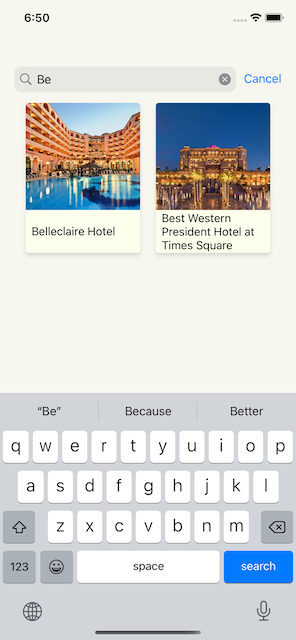 6:50
Be
Cancel
Belleclaire Hotel
Best Western
President Hotel at
Times Square
“Be”
Because
Better
q w e r t y u i o p
a s d f g h j k l
z x c v b n m
123
space
search